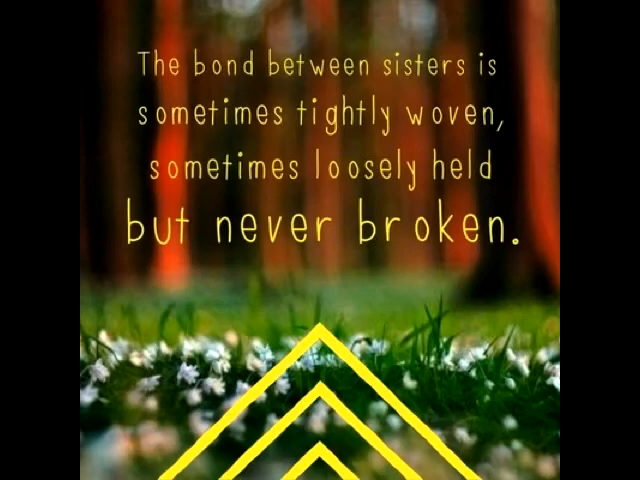 The bond between sisters is
sometimes tightly woven,
sometimes loosely held
but never broken.